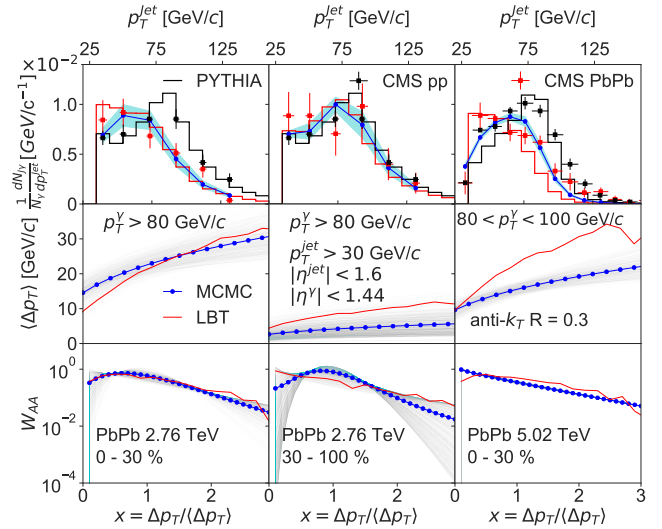 p_T^{Jet} [GeV/c] p_T^{Jet} [GeV/c] p_T^{Jet} [GeV/c]
25 75 125 25 75 125 25 75 125
⟨Δp_T⟩ [GeV/c] \frac{1}{N_γ} \frac{dN_{jγ}}{dp_T^{jet}} [GeV/c^{-1}] × 10^{-2}
1.0
0.5
0
PYTHIA
CMS pp
CMS PbPb
p_T^γ > 80 GeV/c
p_T^γ > 80 GeV/c
80 < p_T^γ < 100 GeV/c
30
20
10
0
MCMC
LBT
p_T^{jet} > 30 GeV/c
|η^{jet}| < 1.6
|η^γ| < 1.44
anti-k_T R = 0.3
W_{AA}
10^0
10^{-2}
10^{-4}
PbPb 2.76 TeV
0 - 30 %
PbPb 2.76 TeV
30 - 100 %
PbPb 5.02 TeV
0 - 30 %
0 1 2 0 1 2 0 1 2 3
x = Δp_T/⟨Δp_T⟩ x = Δp_T/⟨Δp_T⟩ x = Δp_T/⟨Δp_T⟩